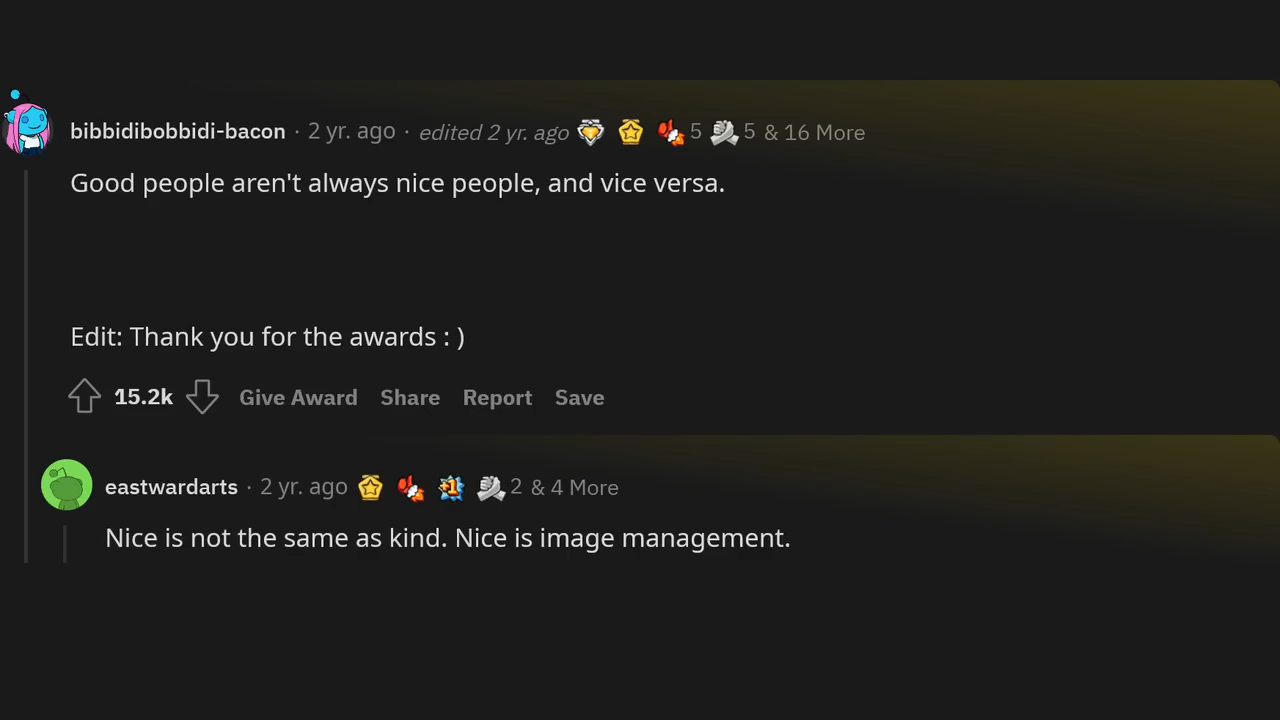 bibbidibobbidi-bacon · 2 yr. ago · edited 2 yr. ago 5 5 & 16 More
Good people aren't always nice people, and vice versa.
Edit: Thank you for the awards : )
15.2k Give Award Share Report Save
eastwardarts · 2 yr. ago +1 2 & 4 More
Nice is not the same as kind. Nice is image management.